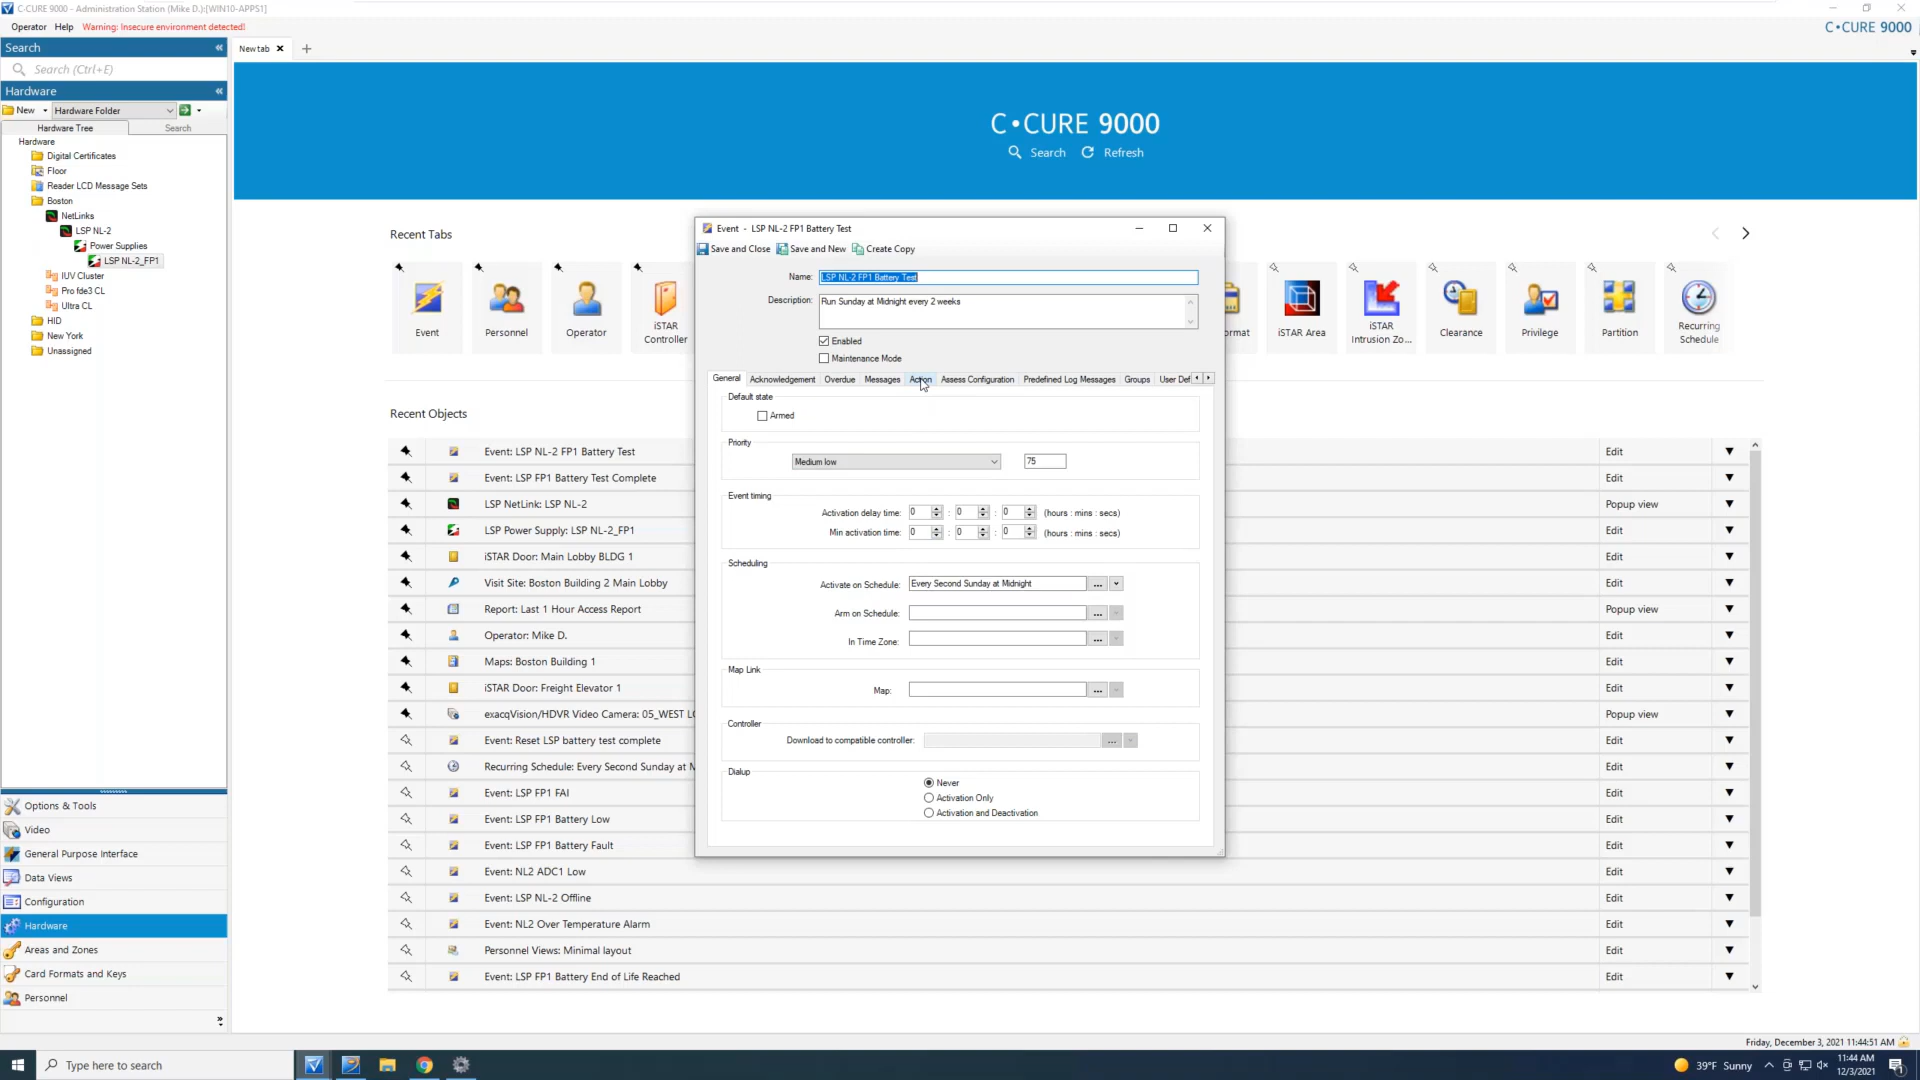 C•CURE 9000 - Administration Station (Mike D.):[WIN10-APPS1]
Operator Help Warning: Insecure environment detected!
C•CURE 9000
Search
New tab
Search (Ctrl+E)
Hardware
New Hardware Folder
Hardware Tree Search
Hardware
Digital Certificates
Floor
Reader LCD Message Sets
Boston
NetLinks
LSP NL-2
Power Supplies
LSP NL-2_FP1
IUV Cluster
Pro fde3 CL
Ultra CL
HID
New York
Unassigned
Options & Tools
Video
General Purpose Interface
Data Views
Configuration
Hardware
Areas and Zones
Card Formats and Keys
Personnel
C•CURE 9000
Search Refresh
Recent Tabs
Event
Personnel
Operator
iSTAR Controller
ormat
iSTAR Area
iSTAR Intrusion Zo...
Clearance
Privilege
Partition
Recurring Schedule
Recent Objects
Event: LSP NL-2 FP1 Battery Test Edit
Event: LSP FP1 Battery Test Complete Edit
LSP NetLink: LSP NL-2 Popup view
LSP Power Supply: LSP NL-2_FP1 Edit
iSTAR Door: Main Lobby BLDG 1 Edit
Visit Site: Boston Building 2 Main Lobby Edit
Report: Last 1 Hour Access Report Popup view
Operator: Mike D. Edit
Maps: Boston Building 1 Edit
iSTAR Door: Freight Elevator 1 Edit
exacqVision/HDVR Video Camera: 05_WEST LO Popup view
Event: Reset LSP battery test complete Edit
Recurring Schedule: Every Second Sunday at M Edit
Event: LSP FP1 FAI Edit
Event: LSP FP1 Battery Low Edit
Event: LSP FP1 Battery Fault Edit
Event: NL2 ADC1 Low Edit
Event: LSP NL-2 Offline Edit
Event: NL2 Over Temperature Alarm Edit
Personnel Views: Minimal layout Edit
Event: LSP FP1 Battery End of Life Reached Edit
Event - LSP NL-2 FP1 Battery Test
Save and Close Save and New Create Copy
Name: LSP NL-2 FP1 Battery Test
Description: Run Sunday at Midnight every 2 weeks
Enabled
Maintenance Mode
General Acknowledgement Overdue Messages Action Assess Configuration Predefined Log Messages Groups User Def
Default state
Armed
Priority
Medium low 75
Event timing
Activation delay time: 0 : 0 : 0 (hours : mins : secs)
Min activation time: 0 : 0 : 0 (hours : mins : secs)
Scheduling
Activate on Schedule: Every Second Sunday at Midnight ...
Arm on Schedule: ...
In Time Zone: ...
Map Link
Map: ...
Controller
Download to compatible controller: ...
Dialup
Never
Activation Only
Activation and Deactivation
Friday, December 3, 2021 11:44:51 AM
Type here to search
39°F Sunny
11:44 AM
12/3/2021